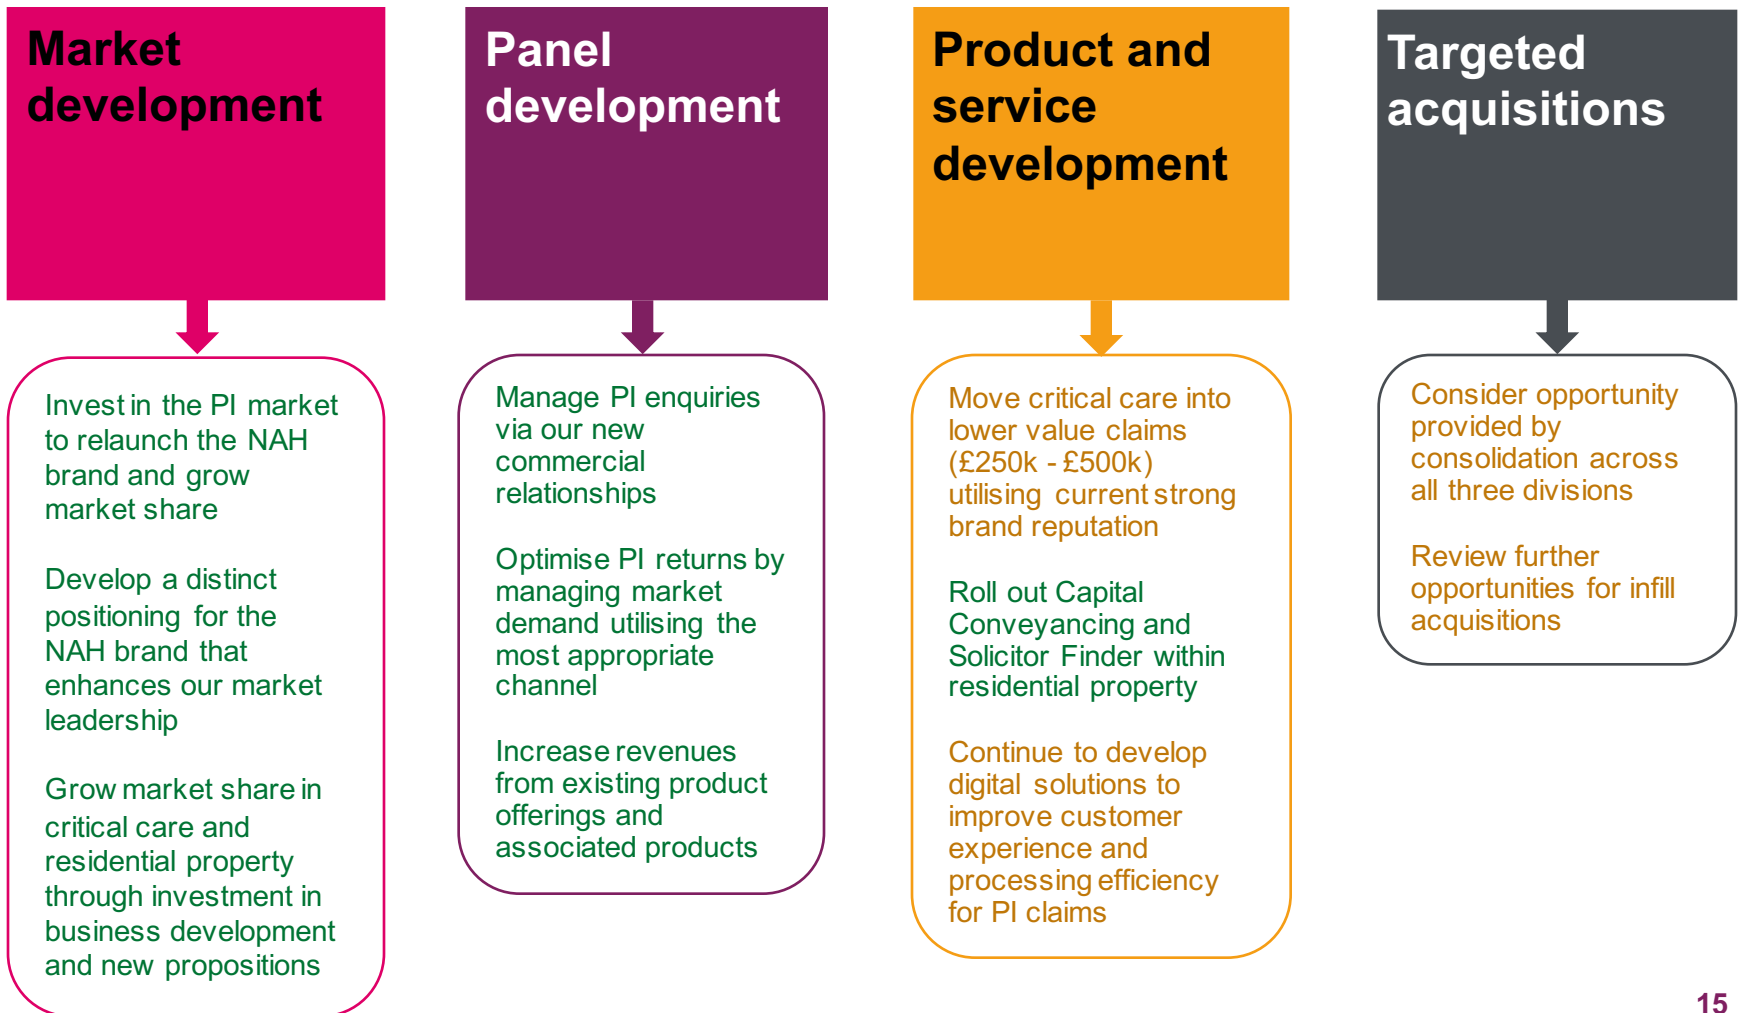 Market
development
Invest in the PI market
to relaunch the NAH
brand and grow
market share
Develop a distinct
positioning for the
NAH brand that
enhances our market
leadership
Grow market share in
critical care and
residential property
through investment in
business development
and new propositions
Panel
development
Manage PI enquiries
via our new
commercial
relationships
Optimise PI returns by
managing market
demand utilising the
most appropriate
channel
Increase revenues
from existing product
offerings and
associated products
Product and
service
development
Move critical care into
lower value claims
(£250k - £500k)
utilising current strong
brand reputation
Roll out Capital
Conveyancing and
Solicitor Finder within
residential property
Continue to develop
digital solutions to
improve customer
experience and
processing efficiency
for PI claims
Targeted
acquisitions
Consider opportunity
provided by
consolidation across
all three divisions
Review further
opportunities for infill
acquisitions
15